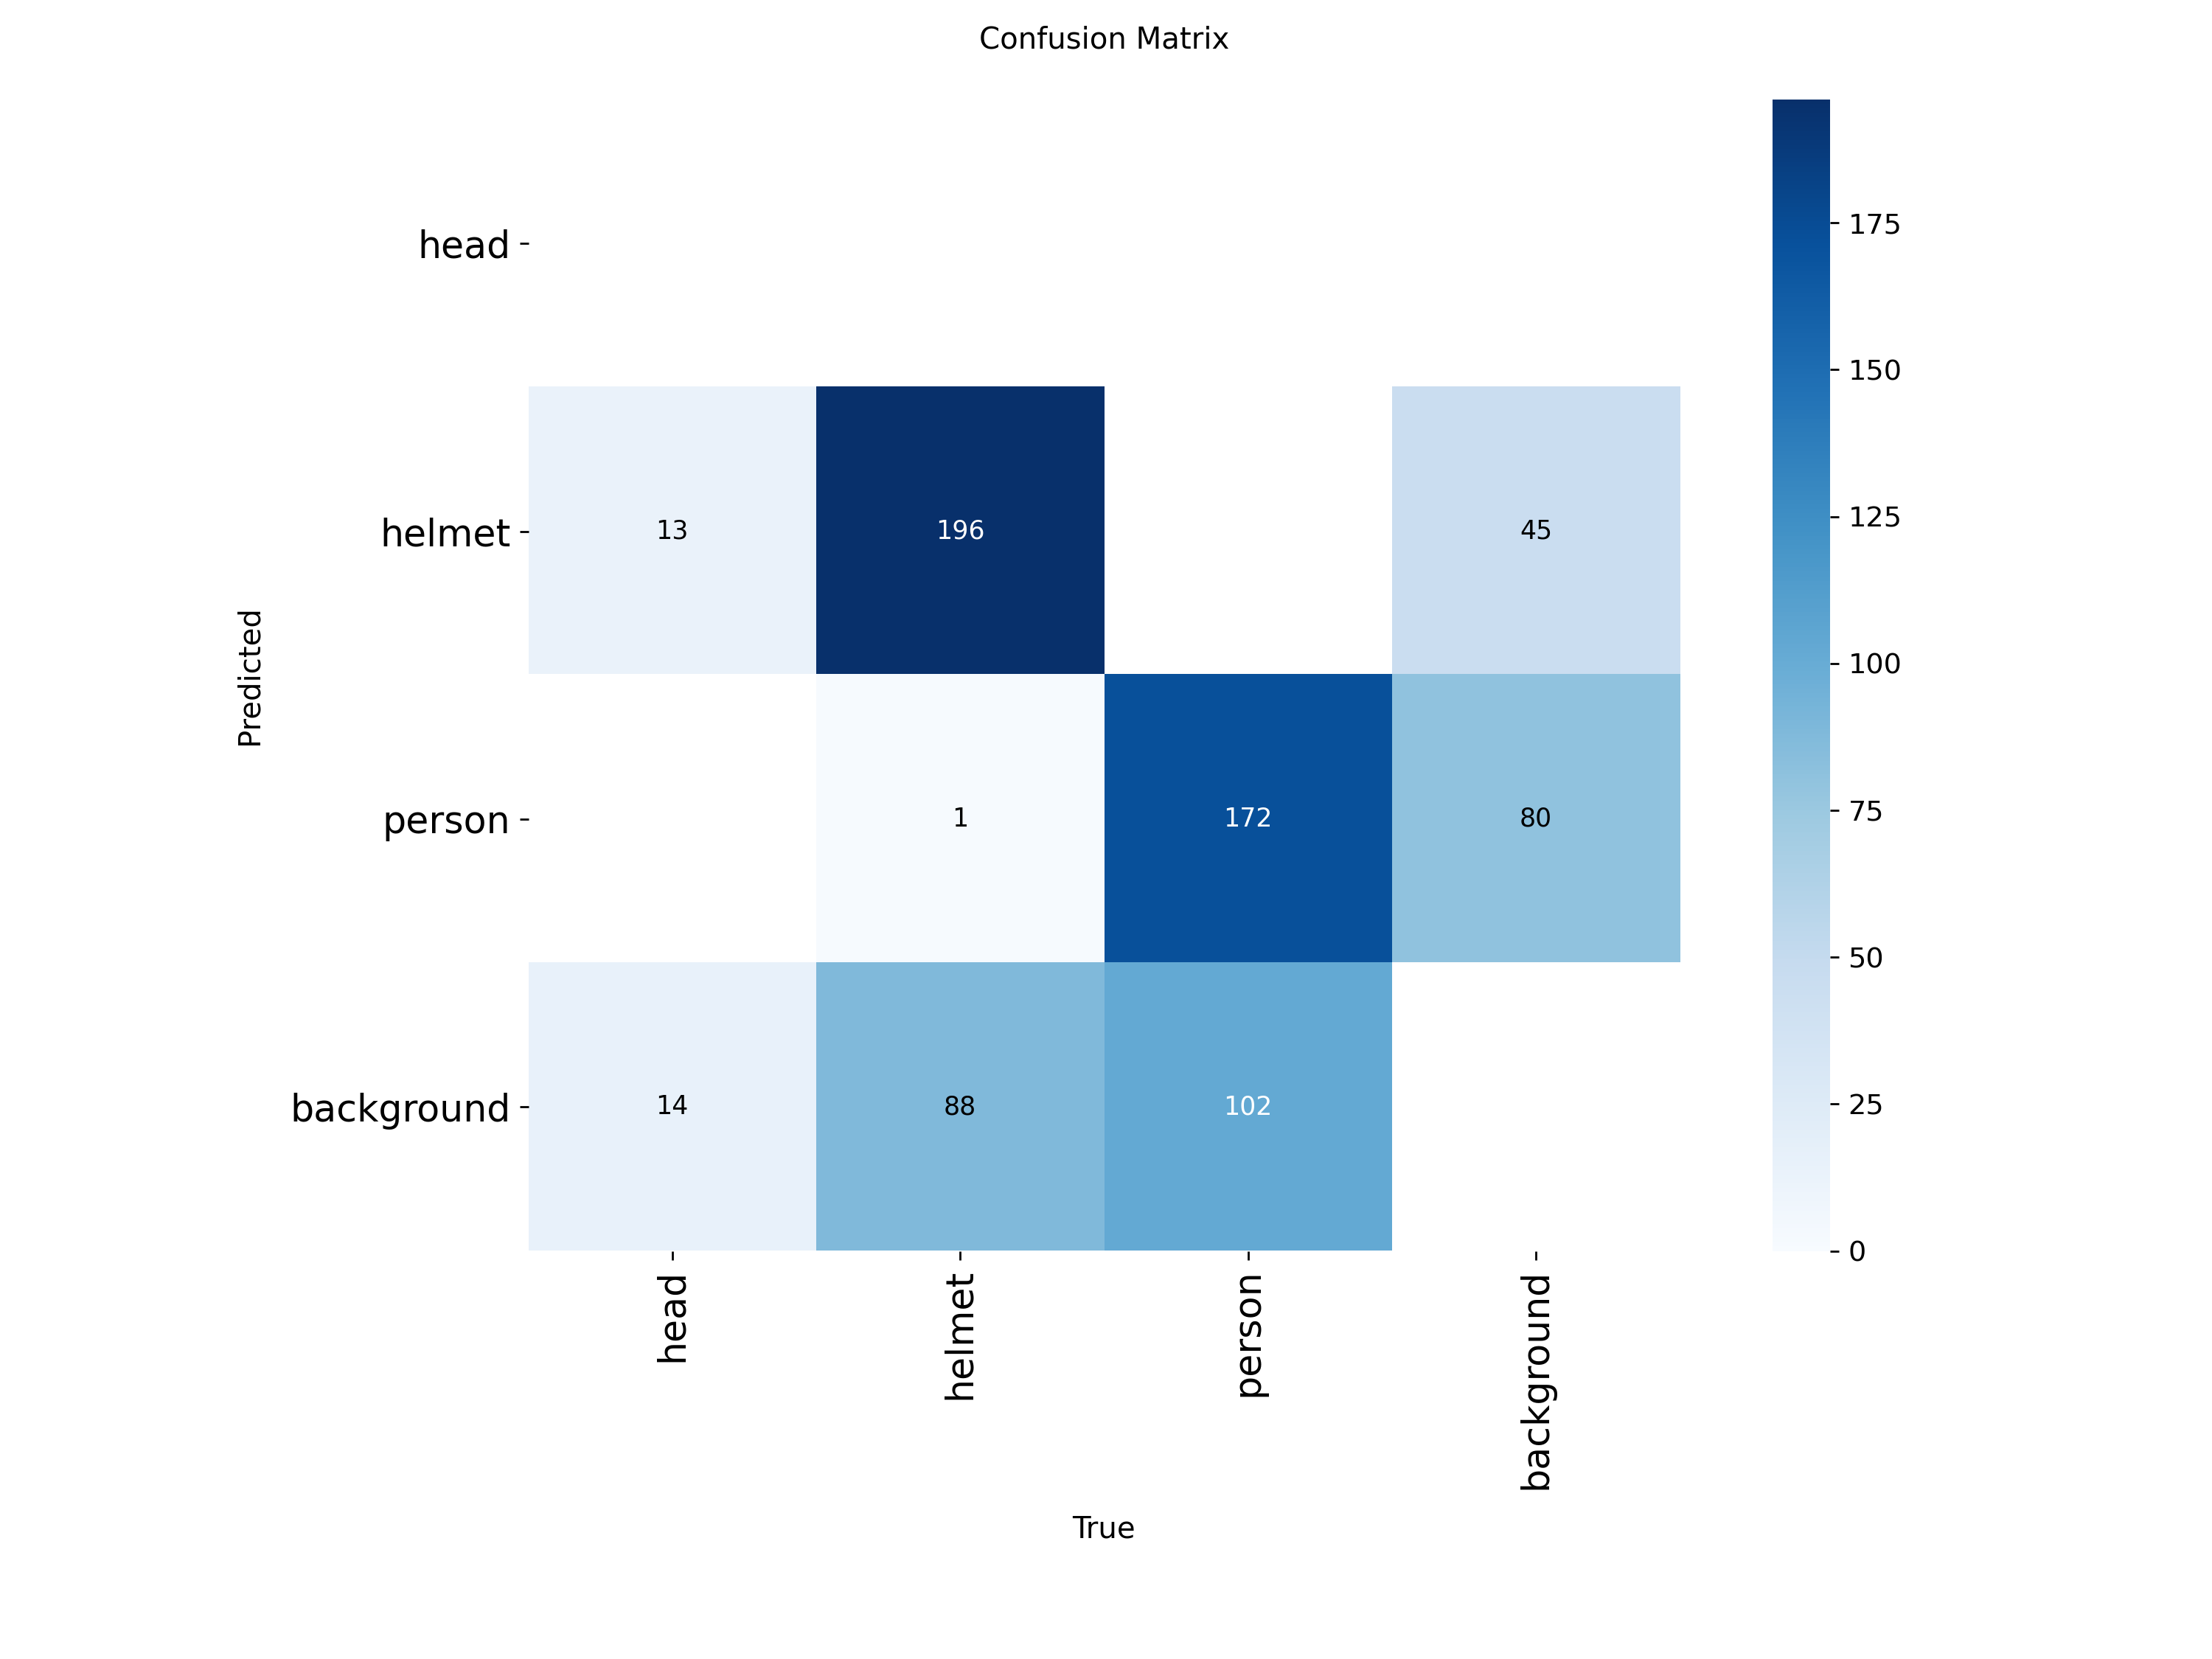 Confusion Matrix
head
helmet
person
background
Predicted
13
196
45
1
172
80
14
88
102
head
helmet
person
background
True
175
150
125
100
75
50
25
0